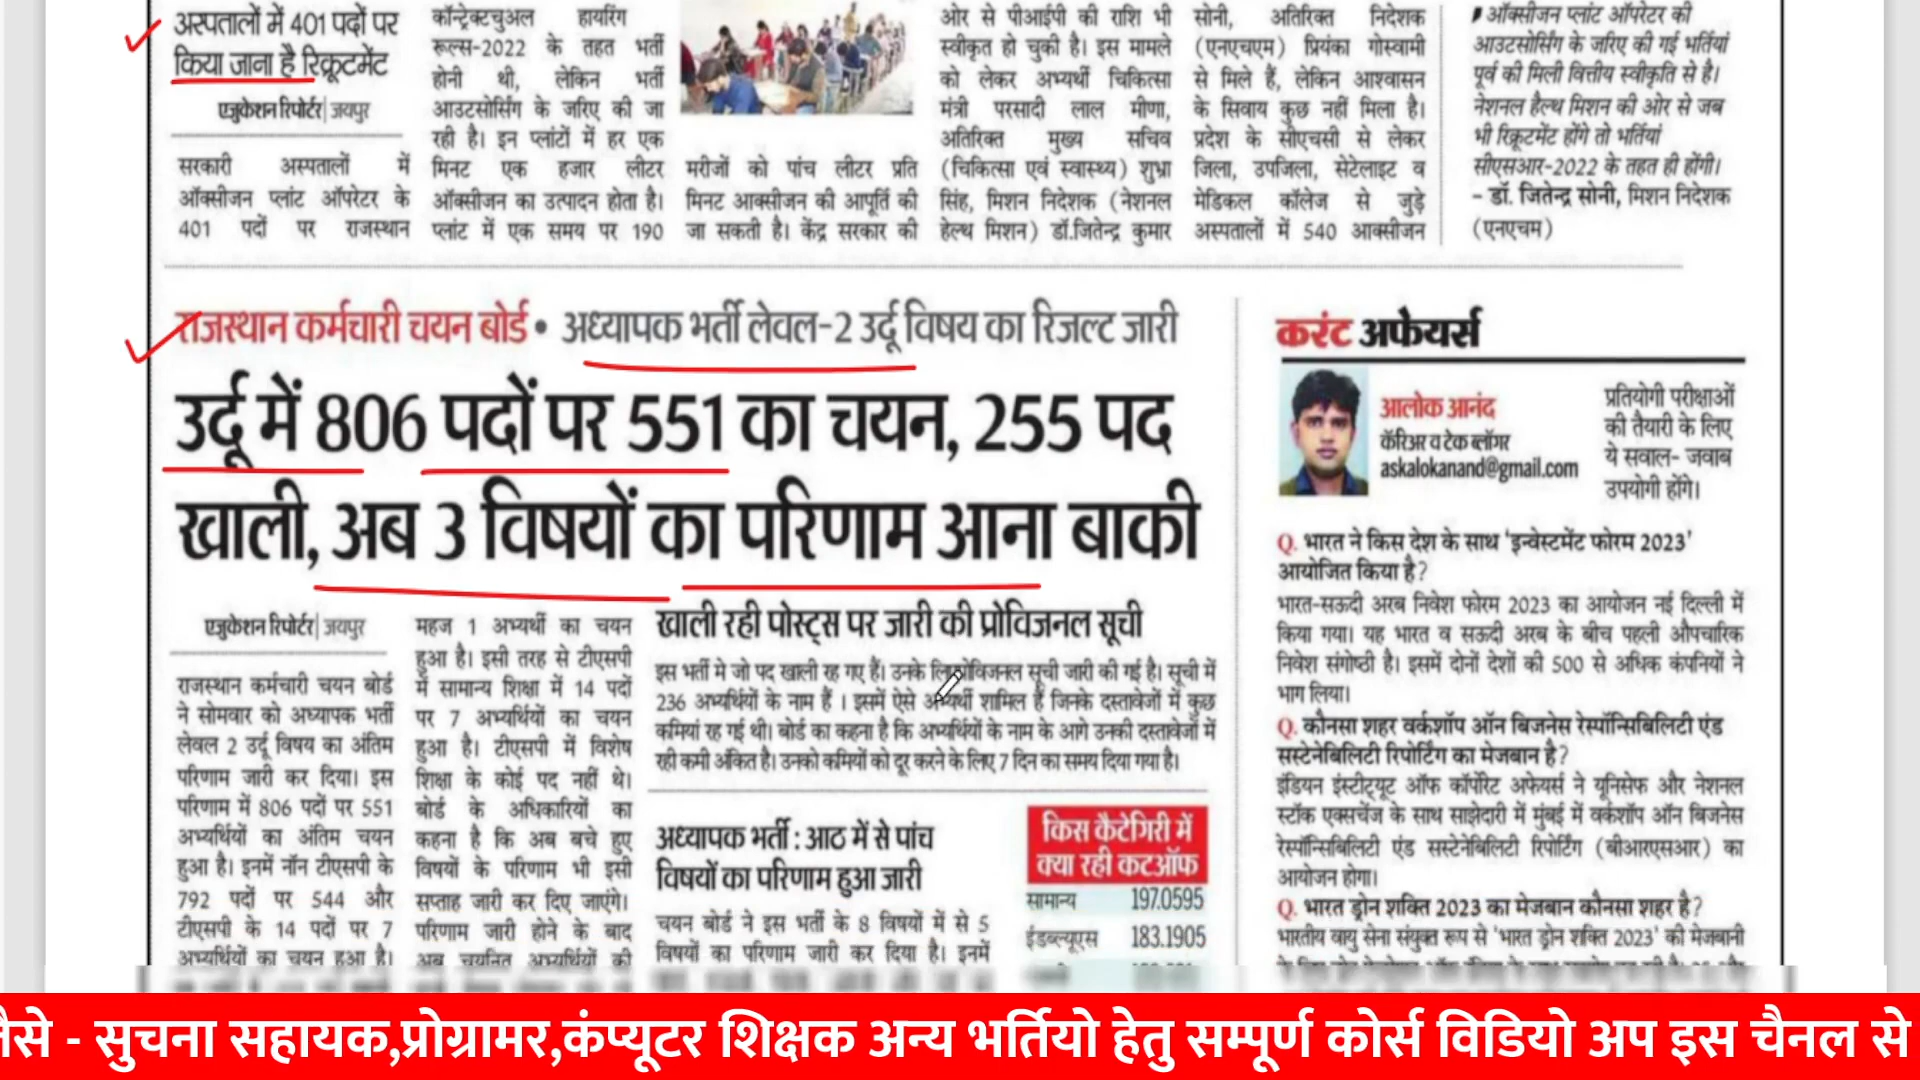 अस्पतालों में 401 पदों पर
किया जाना है रिक्रूटमेंट
एजुकेशन रिपोर्टर| जयपुर
सरकारी अस्पतालों में
ऑक्सीजन प्लांट ऑपरेटर के
401 पदों पर राजस्थान
कॉन्ट्रेक्चुअल हायरिंग
रूल्स-2022 के तहत भर्ती
होनी थी, लेकिन भर्ती
आउटसोर्सिंग के जरिए की जा
रही है। इन प्लांटों में हर एक
मिनट एक हजार लीटर
ऑक्सीजन का उत्पादन होता है।
प्लांट में एक समय पर 190
मरीजों को पांच लीटर प्रति
मिनट आक्सीजन की आपूर्ति की
जा सकती है। केंद्र सरकार की
ओर से पीआईपी की राशि भी
स्वीकृत हो चुकी है। इस मामले
को लेकर अभ्यर्थी चिकित्सा
मंत्री परसादी लाल मीणा,
अतिरिक्त मुख्य सचिव
(चिकित्सा एवं स्वास्थ्य) शुभ्रा
सिंह, मिशन निदेशक (नेशनल
हेल्थ मिशन) डॉ.जितेन्द्र कुमार
सोनी, अतिरिक्त निदेशक
(एनएचएम) प्रियंका गोस्वामी
से मिले हैं, लेकिन आश्वासन
के सिवाय कुछ नहीं मिला है।
प्रदेश के सीएचसी से लेकर
जिला, उपजिला, सेटेलाइट व
मेडिकल कॉलेज से जुड़े
अस्पतालों में 540 आक्सीजन
ऑक्सीजन प्लांट ऑपरेटर की
आउटसोर्सिंग के जरिए की गई भर्तियां
पूर्व की मिली वित्तीय स्वीकृति से है।
नेशनल हैल्थ मिशन की ओर से जब
भी रिक्रूटमेंट होंगे तो भर्तियां
सीएसआर-2022 के तहत ही होंगी।
- डॉ. जितेन्द्र सोनी, मिशन निदेशक
(एनएचम)
राजस्थान कर्मचारी चयन बोर्ड • अध्यापक भर्ती लेवल-2 उर्दू विषय का रिजल्ट जारी
उर्दू में 806 पदों पर 551 का चयन, 255 पद
खाली, अब 3 विषयों का परिणाम आना बाकी
एजुकेशन रिपोर्टर| जयपुर
राजस्थान कर्मचारी चयन बोर्ड
ने सोमवार को अध्यापक भर्ती
लेवल 2 उर्दू विषय का अंतिम
परिणाम जारी कर दिया। इस
परिणाम में 806 पदों पर 551
अभ्यर्थियों का अंतिम चयन
हुआ है। इनमें नॉन टीएसपी के
792 पदों पर 544 और
टीएसपी के 14 पदों पर 7
अभ्यर्थियों का चयन हुआ है।
महज 1 अभ्यर्थी का चयन
हुआ है। इसी तरह से टीएसपी
में सामान्य शिक्षा में 14 पदों
पर 7 अभ्यर्थियों का चयन
हुआ है। टीएसपी में विशेष
शिक्षा के कोई पद नहीं थे।
बोर्ड के अधिकारियों का
कहना है कि अब बचे हुए
विषयों के परिणाम भी इसी
सप्ताह जारी कर दिए जाएंगे।
परिणाम जारी होने के बाद
अब चयनित अभ्यर्थियों की
खाली रही पोस्ट्स पर जारी की प्रोविजनल सूची
इस भर्ती मे जो पद खाली रह गए हैं। उनके लि प्रोविजनल सूची जारी की गई है। सूची में
236 अभ्यर्थियों के नाम हैं । इसमें ऐसे अभ्यर्थी शामिल हैं जिनके दस्तावेजों में कुछ
कमियां रह गई थी। बोर्ड का कहना है कि अभ्यर्थियों के नाम के आगे उनकी दस्तावेजों में
रही कमी अंकित है। उनको कमियों को दूर करने के लिए 7 दिन का समय दिया गया है।
अध्यापक भर्ती : आठ में से पांच
विषयों का परिणाम हुआ जारी
चयन बोर्ड ने इस भर्ती के 8 विषयों में से 5
विषयों का परिणाम जारी कर दिया है। इनमें
किस कैटेगिरी में
क्या रही कटऑफ
सामान्य 197.0595
ईडब्ल्यूएस 183.1905
करंट अफेयर्स
आलोक आनंद
कॅरिअर व टेक ब्लॉगर
askalokanand@gmail.com
प्रतियोगी परीक्षाओं
की तैयारी के लिए
ये सवाल- जवाब
उपयोगी होंगे।
Q. भारत ने किस देश के साथ 'इन्वेस्टमेंट फोरम 2023'
आयोजित किया है?
भारत-सऊदी अरब निवेश फोरम 2023 का आयोजन नई दिल्ली में
किया गया। यह भारत व सऊदी अरब के बीच पहली औपचारिक
निवेश संगोष्ठी है। इसमें दोनों देशों की 500 से अधिक कंपनियों ने
भाग लिया।
Q. कौनसा शहर वर्कशॉप ऑन बिजनेस रेस्पॉन्सिबिलिटी एंड
सस्टेनेबिलिटी रिपोर्टिंग का मेजबान है?
इंडियन इंस्टीट्यूट ऑफ कॉर्पोरेट अफेयर्स ने यूनिसेफ और नेशनल
स्टॉक एक्सचेंज के साथ साझेदारी में मुंबई में वर्कशॉप ऑन बिजनेस
रेस्पॉन्सिबिलिटी एंड सस्टेनेबिलिटी रिपोर्टिंग (बीआरएसआर) का
आयोजन होगा।
Q. भारत ड्रोन शक्ति 2023 का मेजबान कौनसा शहर है?
भारतीय वायु सेना संयुक्त रूप से 'भारत ड्रोन शक्ति 2023' की मेजबानी
- सुचना सहायक,प्रोग्रामर,कंप्यूटर शिक्षक अन्य भर्तियो हेतु सम्पूर्ण कोर्स विडियो अप इस चैनल से